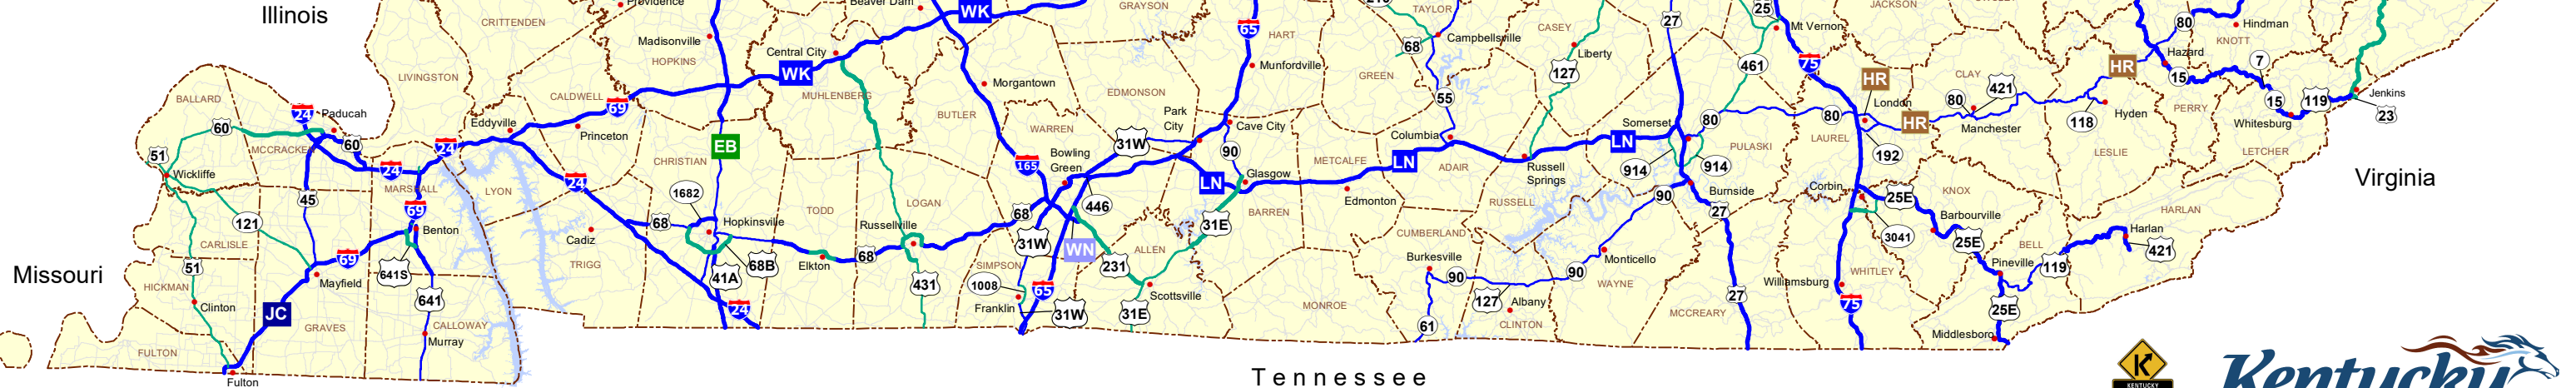 Illinois
Providence
Beaver Dam
WK
GRAYSON
TAYLOR
CASEY
25
JACKSON
CRITTENDEN
Madisonville
HOPKINS
Central City
WK
65
HART
68
Campbellsville
Liberty
27
Mt Vernon
80
Hindman
KNOTT
LIVINGSTON
MUHLENBERG
Morgantown
Munfordville
GREEN
127
461
75
HR
CLAY
421
HR
Hazard
15
7
BALLARD
CALDWELL
69
BUTLER
EDMONSON
55
London
80
118
Hyden
PERRY
15
119
Jenkins
23
24
Paducah
Eddyville
Princeton
Park
City
Cave City
80
80
HR
Manchester
Whitesburg
60
MCCRACKEN
60
24
EB
WARREN
31W
Columbia
Somerset
LN
LAUREL
192
LESLIE
LETCHER
51
Wickliffe
24
CHRISTIAN
Bowling
Green
165
90
METCALFE
LN
ADAIR
Russell
Springs
914
914
PULASKI
Virginia
MARSHALL
LYON
24
1682
TODD
LOGAN
LN
Glasgow
BARREN
Edmonton
RUSSELL
90
Burnside
Corbin
25E
KNOX
Barbourville
HARLAN
45
69
121
Benton
Cadiz
68
Hopkinsville
Russellville
68
446
31E
27
3041
Harlan
421
CARLISLE
69
641S
TRIGG
41A
68B
Elkton
68
31W
WN
ALLEN
231
CUMBERLAND
Burkesville
90
90
Monticello
WAYNE
25E
BELL
119
Pineville
Missouri
51
HICKMAN
Clinton
Mayfield
641
431
SIMPSON
1008
Franklin
65
31W
Scottsville
31E
MONROE
127
Albany
CLINTON
61
27
MCCREARY
Williamsburg
WHITLEY
75
25E
Middlesboro
JC
GRAVES
CALLOWAY
Murray
24
FULTON
Fulton
Tennessee
KENTUCKY
Kentucky